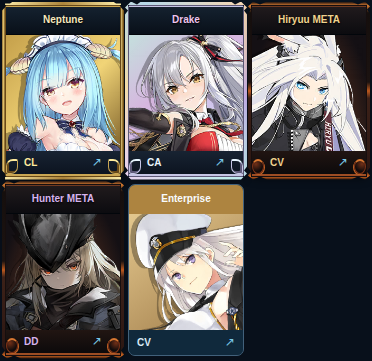 Neptune
CL
Drake
CA
Hiryuu META
CV
Hunter META
DD
Enterprise
CV